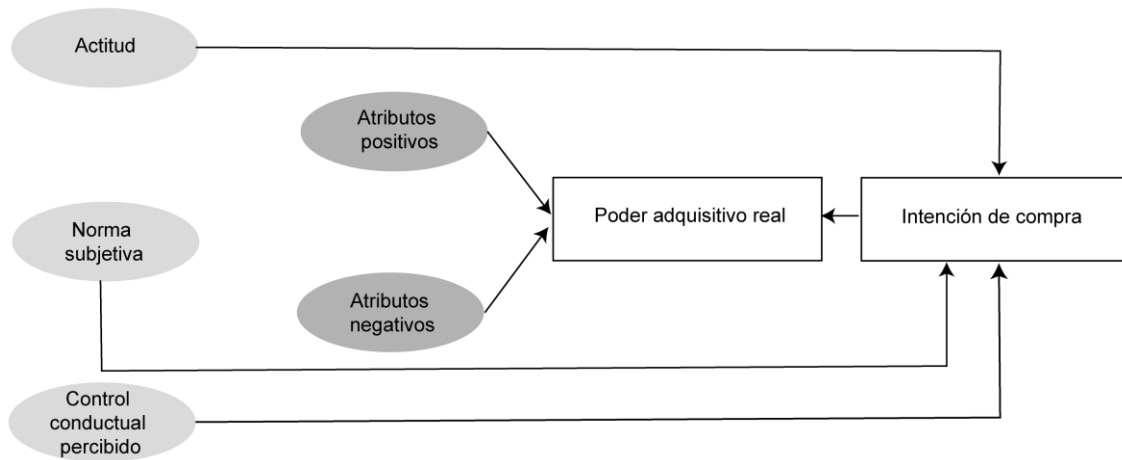 Actitud
Atributos
positivos
Poder adquisitivo real
Intención de compra
Norma
subjetiva
Atributos
negativos
Control
conductual
percibido